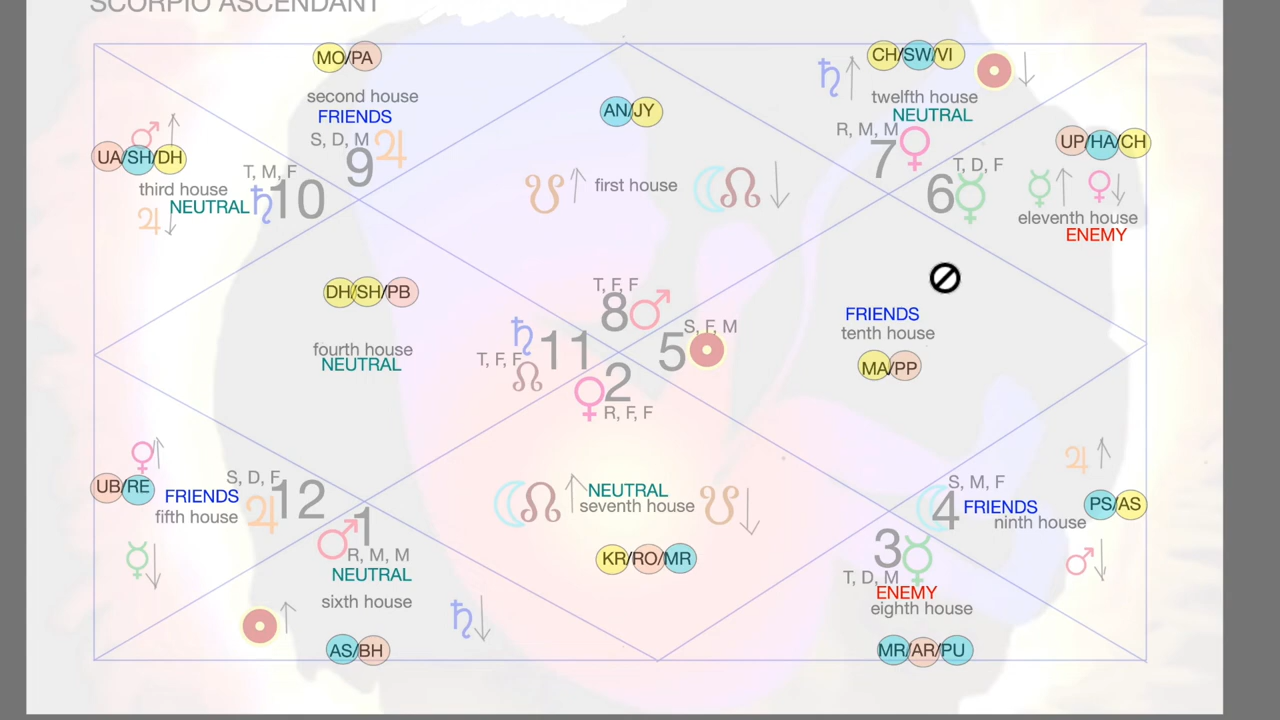 SCORPIO ASCENDANT
MO/PA
second house
FRIENDS
S, D, M
9
AN/JY
first house
CH/SW/VI
twelfth house
NEUTRAL
R, M, M
7
UP/HA/CH
T, D, F
6
eleventh house
ENEMY
UA/SH/DH
third house
NEUTRAL
T, M, F
10
DH/SH/PB
fourth house
NEUTRAL
T, F, F
8
S, F, M
5
11
T, F, F
2
R, F, F
FRIENDS
tenth house
MA/PP
UB/RE
FRIENDS
fifth house
S, D, F
12
1
R, M, M
NEUTRAL
sixth house
AS/BH
NEUTRAL
seventh house
KR/RO/MR
S, M, F
4
FRIENDS
ninth house
PS/AS
3
T, D, M
ENEMY
eighth house
MR/AR/PU